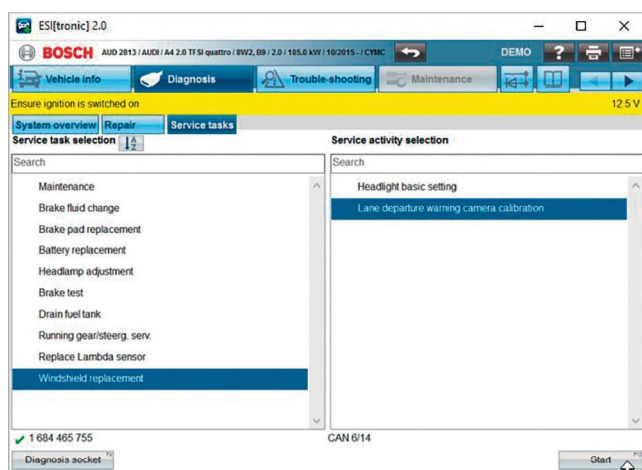 ESI[tronic] 2.0
BOSCH AUD 2813 / AUDI / A4 2.0 TFSI quattro / 8W2, B9 / 2.0 / 185.0 kW / 10/2015 - / CYMC DEMO ?
Vehicle info Diagnosis Trouble-shooting Maintenance
Ensure ignition is switched on 12.5 V
System overview Repair Service tasks
Service task selection A Z Service activity selection
Search Search
Maintenance Headlight basic setting
Brake fluid change Lane departure warning camera calibration
Brake pad replacement
Battery replacement
Headlamp adjustment
Brake test
Drain fuel tank
Running gear/steerg. serv.
Replace Lambda sensor
Windshield replacement
1 684 465 755 CAN 6/14
Diagnosis socket Start